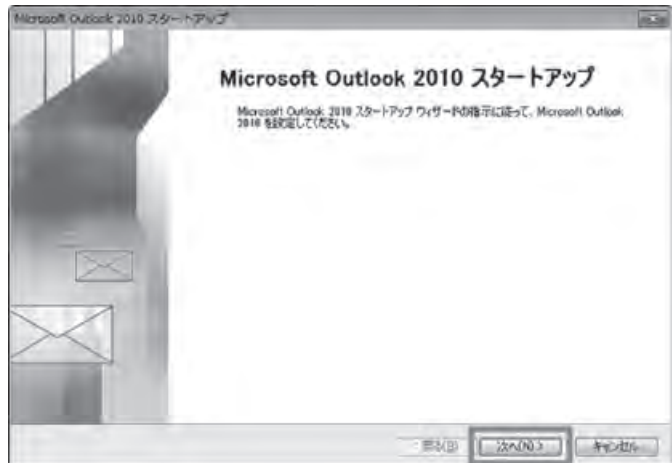 Microsoft Outlook 2010 スタートアップ
Microsoft Outlook 2010 スタートアップ
Microsoft Outlook 2010 スタートアップ ウィザードの指示に従って、Microsoft Outlook
2010 を設定してください。
戻る(B)
次へ(N) >
キャンセル